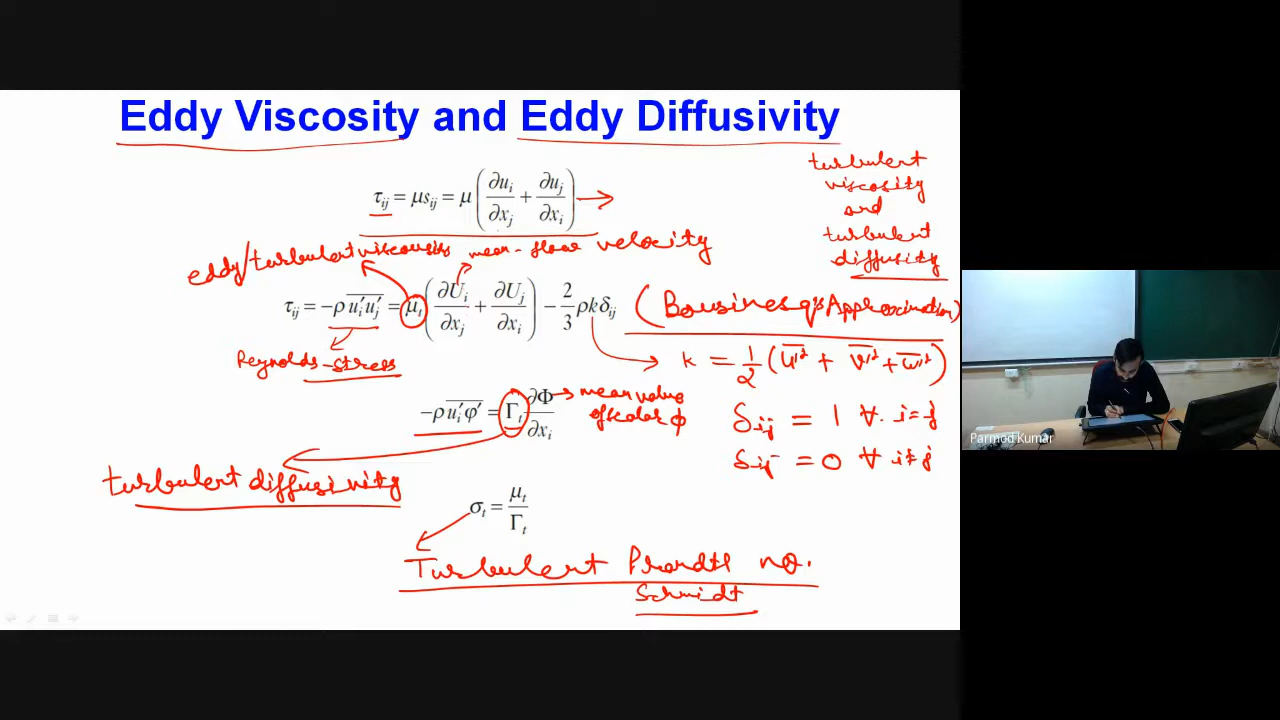 Eddy Viscosity and Eddy Diffusivity
turbulent
viscosity
and
turbulent
diffusity
τij = μsij = μ(∂ui/∂xj + ∂uj/∂xi)
eddy/turbulent viscousity mean-flow velocity
τij = −ρ u′iu′j = μt(∂Ui/∂xj + ∂Uj/∂xi) − 2/3 ρkδij (Bousinesq's Approximation)
Reynolds-stress
k = 1/2 (u'² + v'² + w'²)
−ρ u′iφ′ = Γt ∂Φ/∂xi
mean value
of scalar ϕ
δij = 1 ∀ i=j
δij = 0 ∀ i≠j
turbulent diffusivity
σt = μt/Γt
Turbulent Prandtl no.
Schmidt
Parmod Kumar